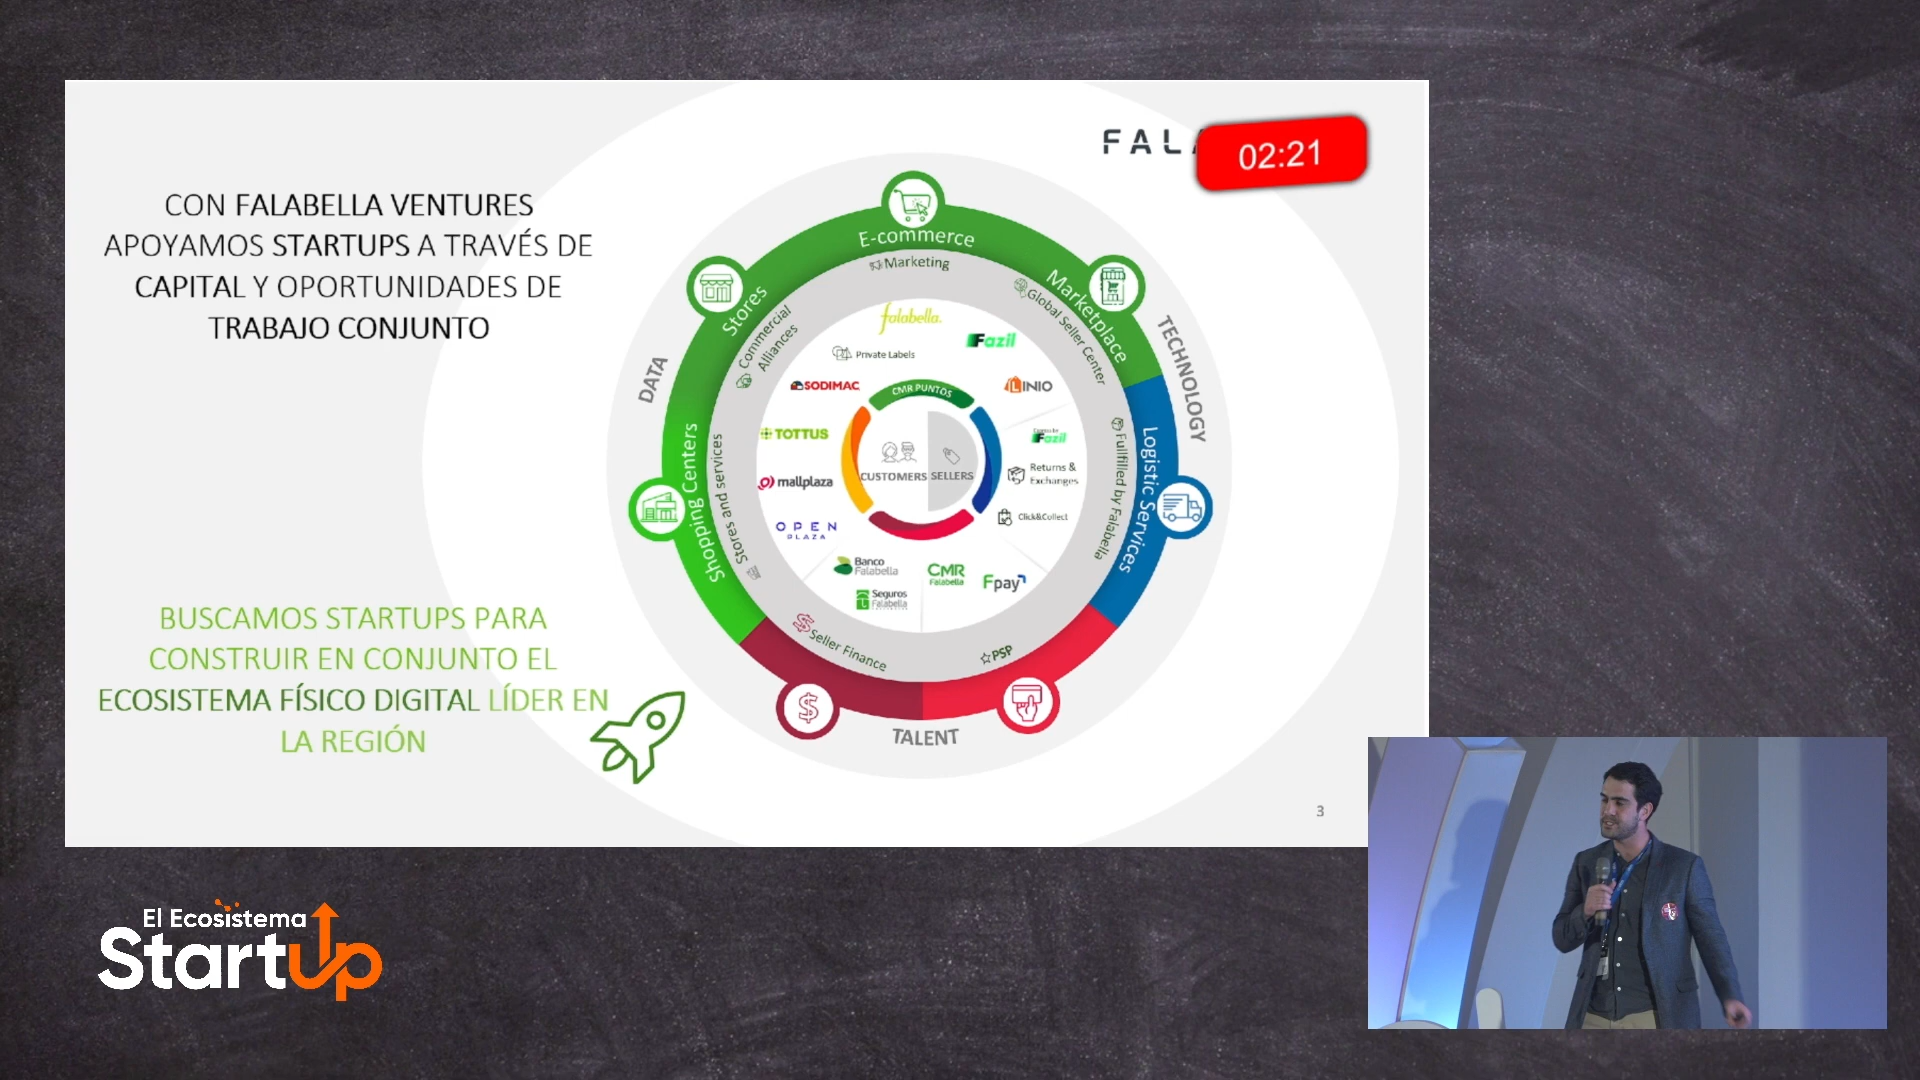 FAL
02:21
CON FALABELLA VENTURES
APOYAMOS STARTUPS A TRAVÉS DE
CAPITAL Y OPORTUNIDADES DE
TRABAJO CONJUNTO
BUSCAMOS STARTUPS PARA
CONSTRUIR EN CONJUNTO EL
ECOSISTEMA FÍSICO DIGITAL LÍDER EN
LA REGIÓN
DATA
TECHNOLOGY
TALENT
E-commerce
Stores
Marketplace
Shopping Centers
Logistic Services
Marketing
Commercial
Alliances
Global Seller Center
Stores and services
Fullfilled by Falabella
Seller Finance
PSP
falabella.
Fazil
Private Labels
SODIMAC
LINIO
CMR PUNTOS
TOTTUS
Fazil
CUSTOMERS
SELLERS
mallplaza
Returns &
Exchanges
OPEN
PLAZA
Click&Collect
Banco
Falabella
CMR
Falabella
Fpay
Seguros
Falabella
3
El Ecosistema
StartUp